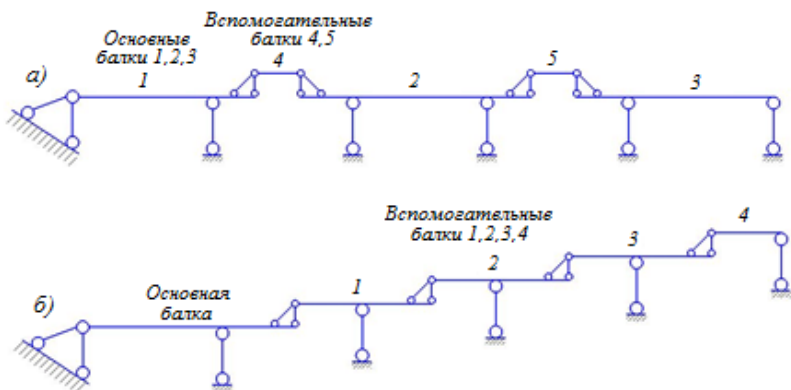 Основные
балки 1,2,3
Вспомогательные
балки 4,5
а)
1
4
2
5
3
Вспомогательные
балки 1,2,3,4
б)
Основная
балка
1
2
3
4